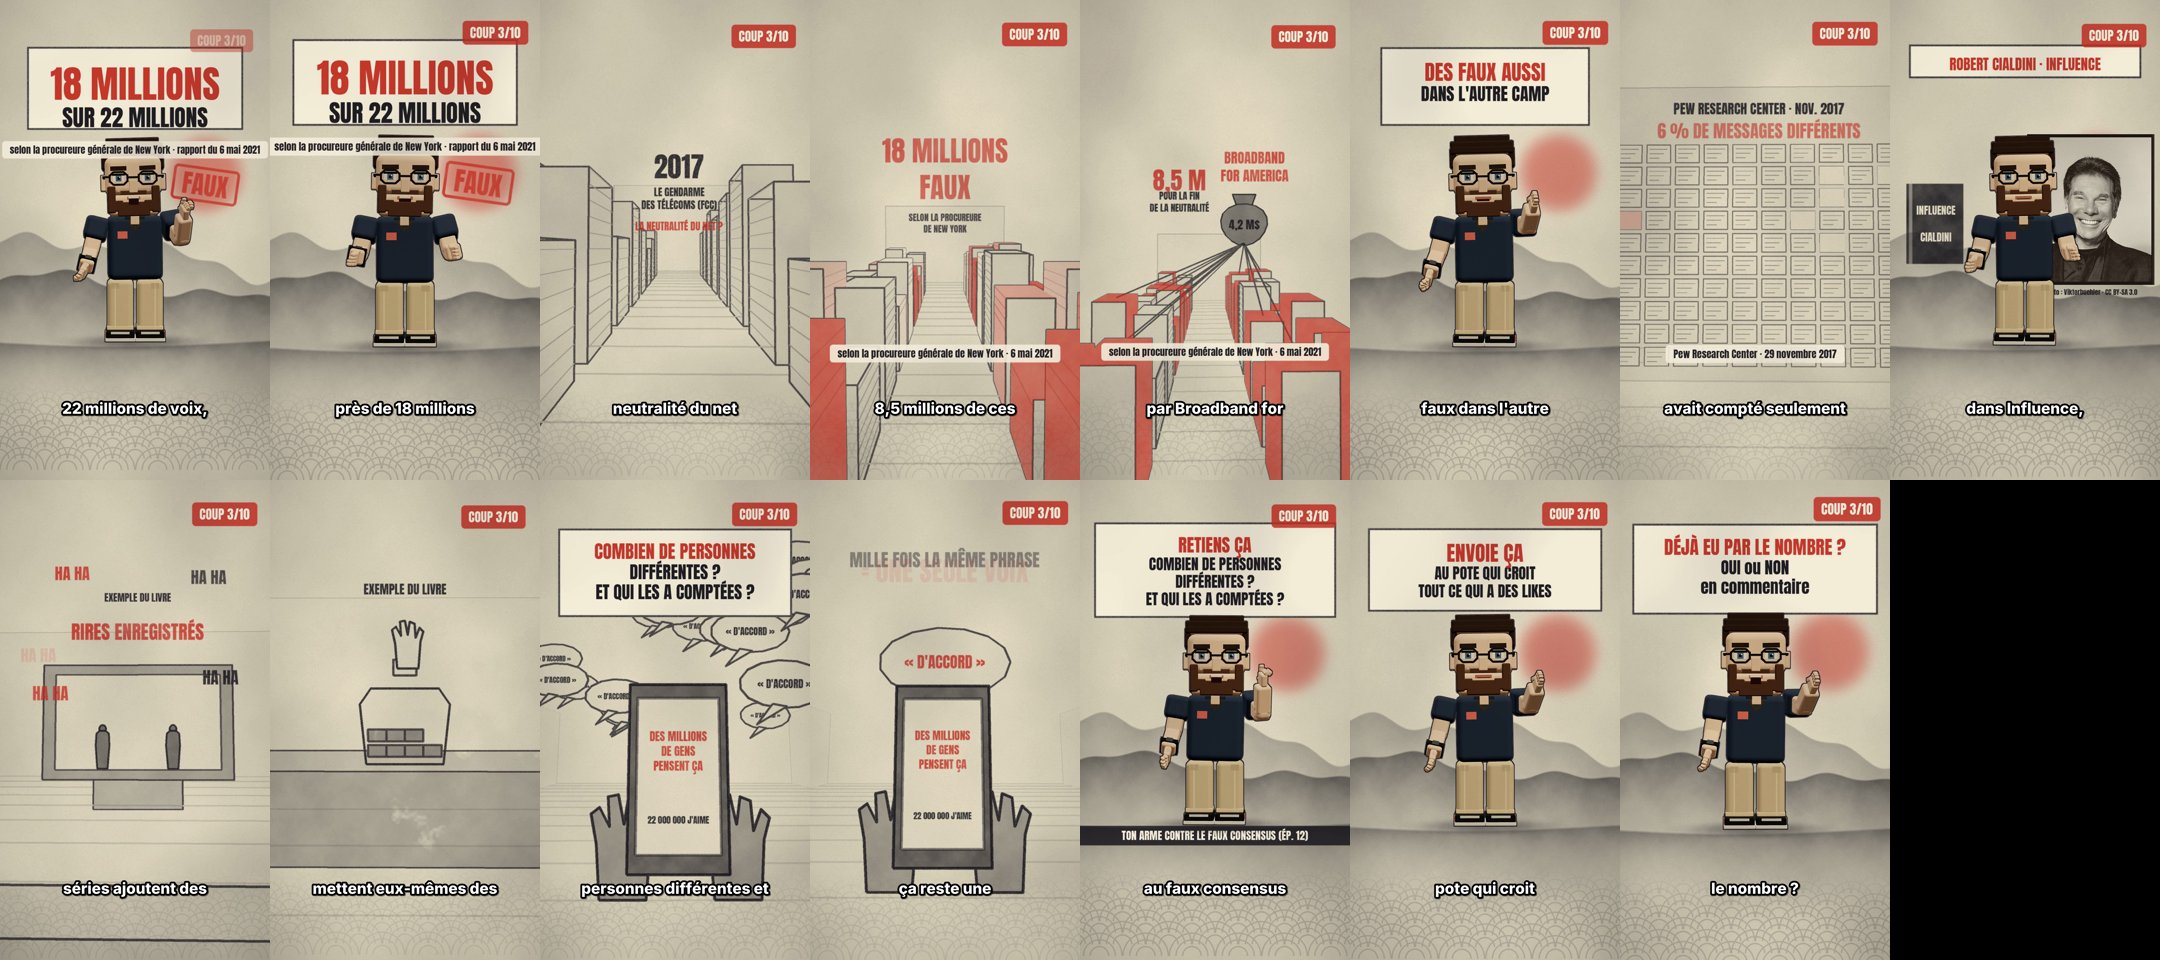 COUP 3/10
18 MILLIONS
SUR 22 MILLIONS
selon la procureure générale de New York · rapport du 6 mai 2021
FAUX
22 millions de voix,
COUP 3/10
18 MILLIONS
SUR 22 MILLIONS
selon la procureure générale de New York · rapport du 6 mai 2021
FAUX
près de 18 millions
COUP 3/10
2017
LE GENDARME
DES TÉLÉCOMS (FCC)
LA NEUTRALITÉ DU NET ?
neutralité du net
COUP 3/10
18 MILLIONS
FAUX
SELON LA PROCUREURE
DE NEW YORK
selon la procureure générale de New York · 6 mai 2021
8,5 millions de ces
COUP 3/10
BROADBAND
FOR AMERICA
8,5 M
POUR LA FIN
DE LA NEUTRALITÉ
4,2 M$
selon la procureure générale de New York · 6 mai 2021
par Broadband for
COUP 3/10
DES FAUX AUSSI
DANS L'AUTRE CAMP
faux dans l'autre
COUP 3/10
PEW RESEARCH CENTER · NOV. 2017
6 % DE MESSAGES DIFFÉRENTS
Pew Research Center · 29 novembre 2017
avait compté seulement
COUP 3/10
ROBERT CIALDINI · INFLUENCE
INFLUENCE
CIALDINI
CC BY-SA 3.0
dans Influence,
COUP 3/10
HA HA
HA HA
EXEMPLE DU LIVRE
RIRES ENREGISTRÉS
HA HA
HA HA
HA HA
séries ajoutent des
COUP 3/10
EXEMPLE DU LIVRE
mettent eux-mêmes des
COUP 3/10
COMBIEN DE PERSONNES
DIFFÉRENTES ?
ET QUI LES A COMPTÉES ?
« D'ACCORD »
D'ACCORD »
« D'ACCORD »
D'ACCORD »
« D'ACCORD
DES MILLIONS
DE GENS
PENSENT ÇA
22 000 000 J'AIME
personnes différentes et
COUP 3/10
MILLE FOIS LA MÊME PHRASE
= UNE SEULE VOIX
« D'ACCORD »
DES MILLIONS
DE GENS
PENSENT ÇA
22 000 000 J'AIME
ça reste une
COUP 3/10
RETIENS ÇA
COMBIEN DE PERSONNES
DIFFÉRENTES ?
ET QUI LES A COMPTÉES ?
TON ARME CONTRE LE FAUX CONSENSUS (ÉP. 12)
au faux consensus
COUP 3/10
ENVOIE ÇA
AU POTE QUI CROIT
TOUT CE QUI A DES LIKES
pote qui croit
COUP 3/10
DÉJÀ EU PAR LE NOMBRE ?
OUI ou NON
en commentaire
le nombre ?